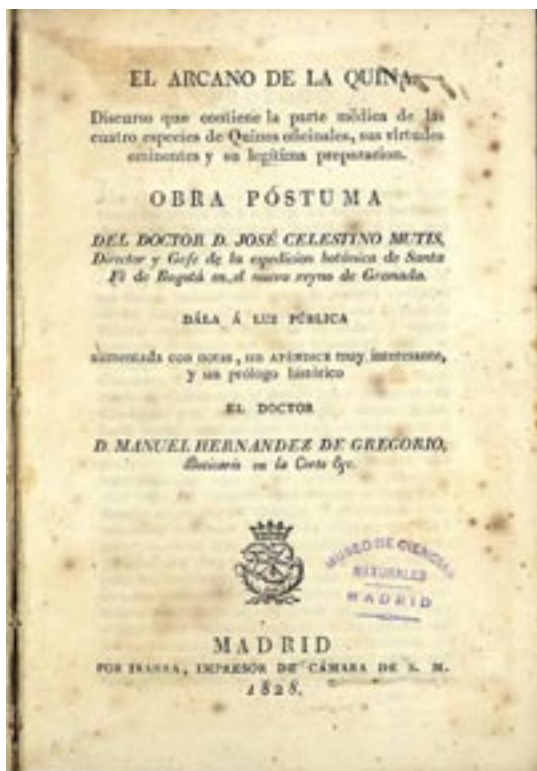 EL ARCANO DE LA QUINA.
Discurso que contiene la parte médica de las
cuatro especies de Quinas oficinales, sus virtudes
eminentes y su legítima preparacion.
OBRA PÓSTUMA
DEL DOCTOR D. JOSÉ CELESTINO MUTIS,
Director y Gefe de la expedicion botánica de Santa
Fé de Bogotá en el nuevo reyno de Granada.
DÁLA Á LUZ PÚBLICA
aumentada con notas, un APÉNDICE muy interesante,
y un prólogo histórico
EL DOCTOR
D. MANUEL HERNANDEZ DE GREGORIO,
Boticario en la Corte &c.
MUSEO DE CIENCIAS
NATURALES
MADRID
MADRID
POR IBARRA, IMPRESOR DE CÁMARA DE S. M.
1828.